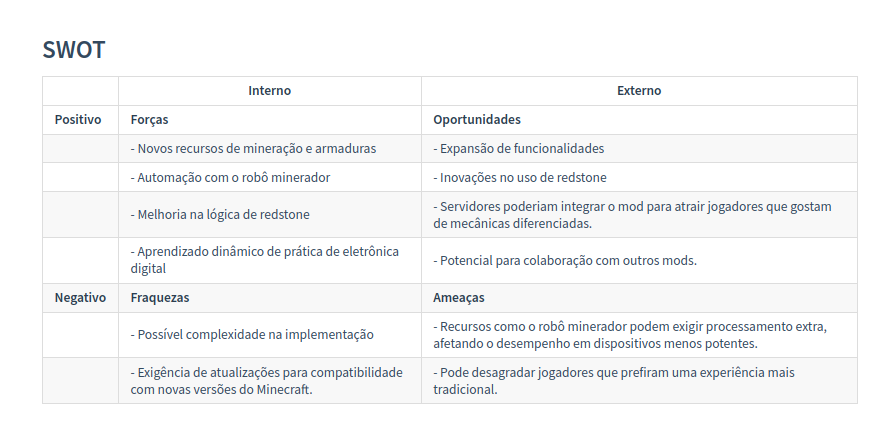 SWOT
Interno Externo
Positivo Forças Oportunidades
- Novos recursos de mineração e armaduras - Expansão de funcionalidades
- Automação com o robô minerador - Inovações no uso de redstone
- Melhoria na lógica de redstone
- Servidores poderiam integrar o mod para atrair jogadores que gostam
de mecânicas diferenciadas.
- Aprendizado dinâmico de prática de eletrônica
digital
- Potencial para colaboração com outros mods.
Negativo Fraquezas Ameaças
- Possível complexidade na implementação
- Recursos como o robô minerador podem exigir processamento extra,
afetando o desempenho em dispositivos menos potentes.
- Exigência de atualizações para compatibilidade
com novas versões do Minecraft.
- Pode desagradar jogadores que prefiram uma experiência mais
tradicional.